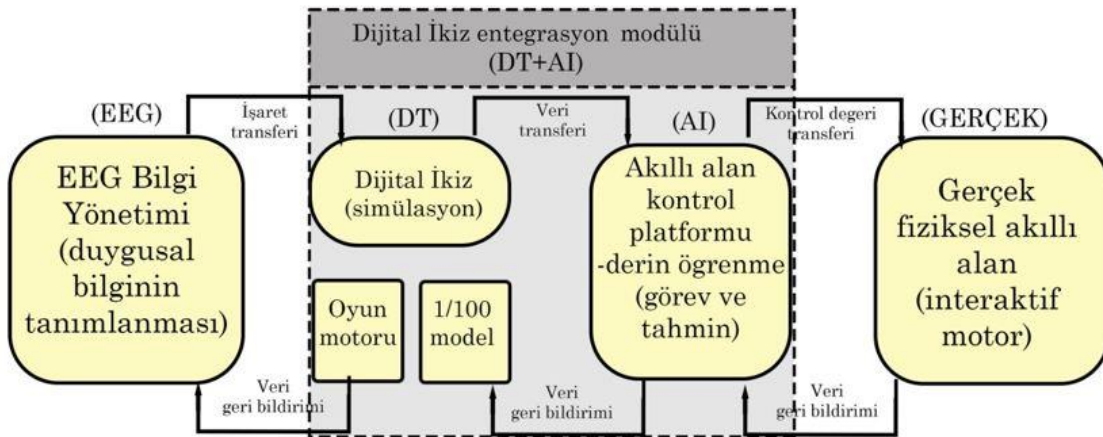 Dijital İkiz entegrasyon modülü
(DT+AI)
(EEG)
İşaret
transferi
(DT)
Veri
transferi
(AI)
Kontrol degeri
transferi
(GERÇEK)
EEG Bilgi
Yönetimi
(duygusal
bilginin
tanımlanması)
Dijital İkiz
(simülasyon)
Oyun
motoru
1/100
model
Akıllı alan
kontrol
platformu
-derin ögrenme
(görev ve
tahmin)
Gerçek
fiziksel akıllı
alan
(interaktif
motor)
Veri
geri bildirimi
Veri
geri bildirimi
Veri
geri bildirimi